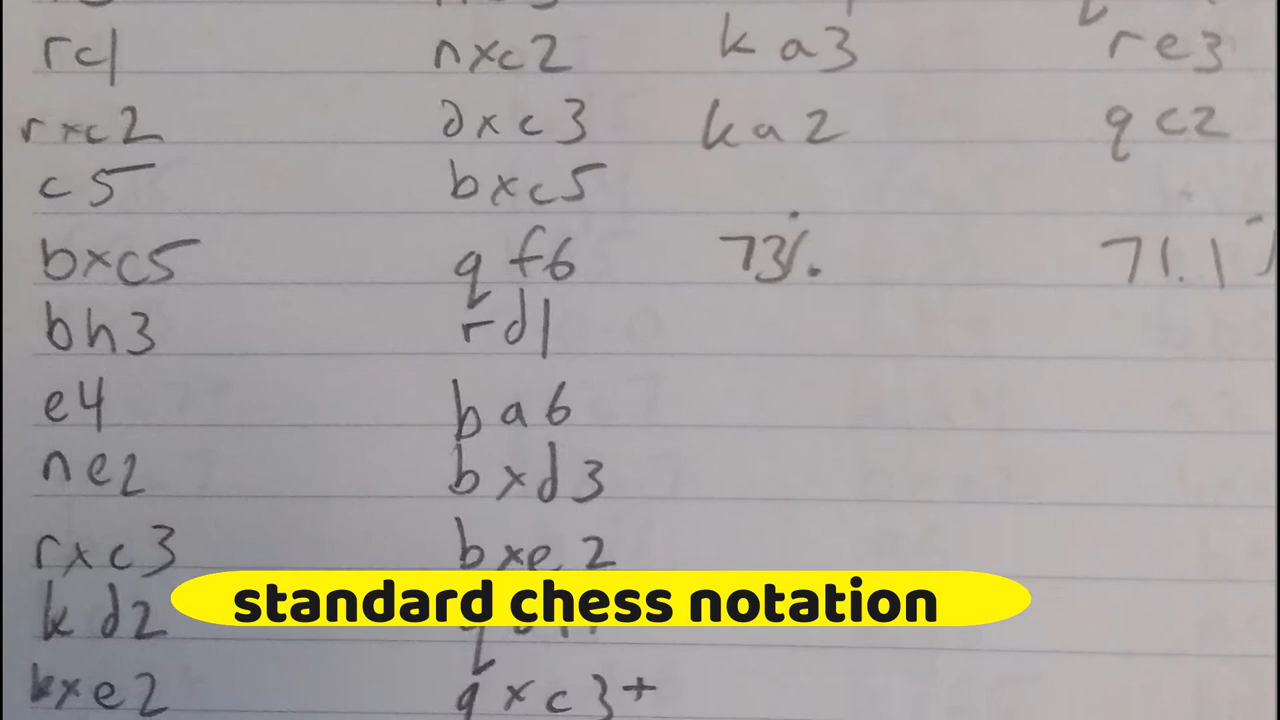 rc1 nxc2 ka3 re3
rxc2 dxc3 ka2 qc2
c5 bxc5
bxc5 qf6 73%. 71.1
bh3 rd1
e4 ba6
ne2 bxd3
rxc3 bxe2
kd2
standard chess notation
kxe2 qxc3+